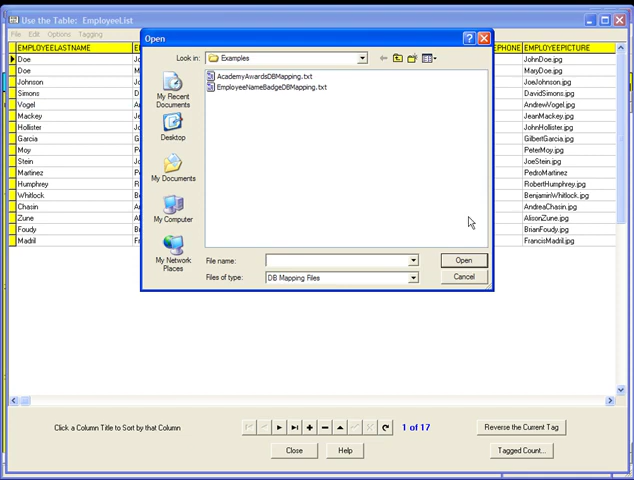 Use the Table: EmployeeList
File Edit Options Tagging
EMPLOYEELASTNAME
EPHONE EMPLOYEEPICTURE
Doe JohnDoe.jpg
Doe MaryDoe.jpg
Johnson JoeJohnson.jpg
Simons DavidSimons.jpg
Vogel AndrewVogel.jpg
Mackey JeanMackey.jpg
Hollister JohnHollister.jpg
Garcia GilbertGarcia.jpg
Moy PeterMoy.jpg
Stein JoeStein.jpg
Martinez PedroMartinez
Humphrey RobertHumphrey.jpg
Whitlock BenjaminWhitlock.jpg
Chasin AndreaChasin.jpg
Zune AlisonZune.jpg
Foudy BrianFoudy.jpg
Madril FrancisMadril.jpg
Open
Look in: Examples
AcademyAwardsDBMapping.txt
EmployeeNameBadgeDBMapping.txt
My Recent
Documents
Desktop
My Documents
My Computer
My Network
Places
File name: Open
Files of type: DB Mapping Files Cancel
Click a Column Title to Sort by that Column
1 of 17
Reverse the Current Tag
Close Help Tagged Count...